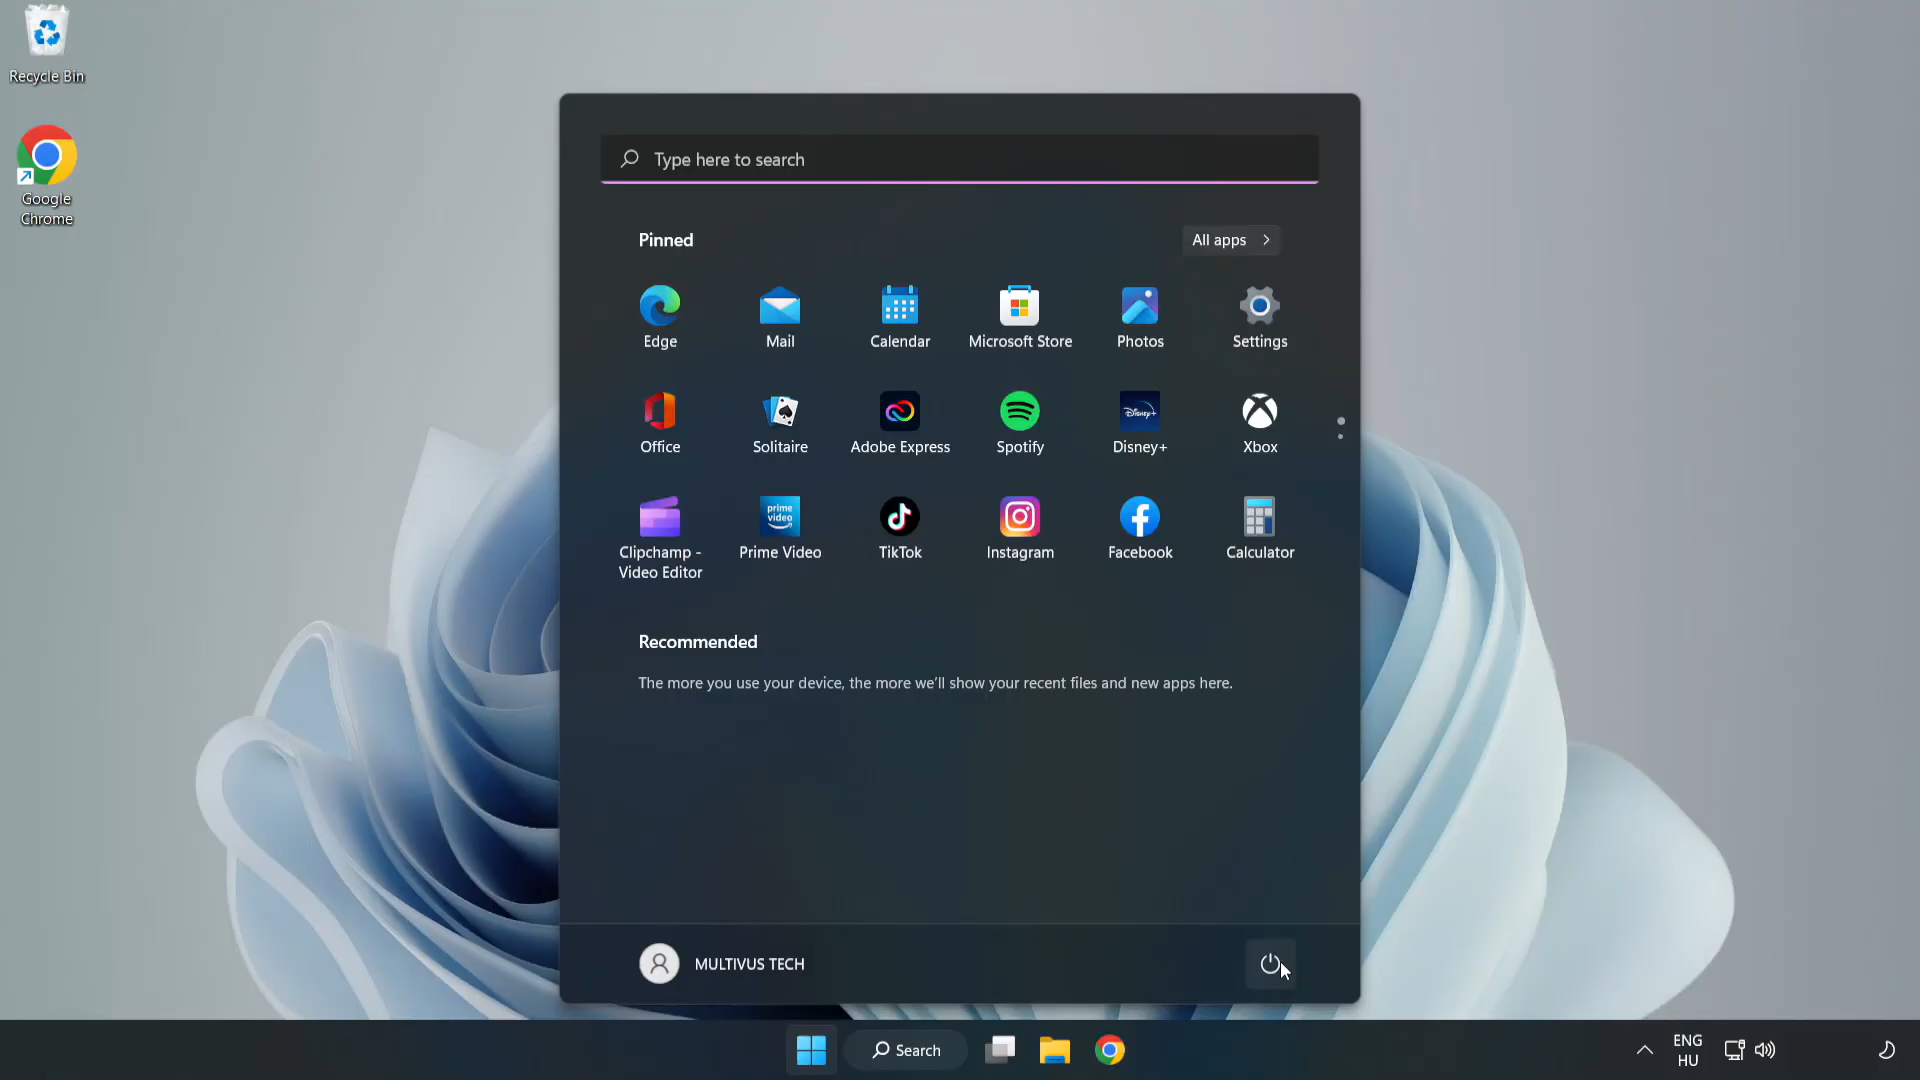 Recycle Bin
Google
Chrome
Type here to search
Pinned
All apps
Edge
Mail
Calendar
Microsoft Store
Photos
Settings
Office
Solitaire
Disney+
Adobe Express
Spotify
Disney+
Xbox
prime
video
Clipchamp -
Video Editor
Prime Video
TikTok
Instagram
Facebook
Calculator
Recommended
The more you use your device, the more we'll show your recent files and new apps here.
MULTIVUS TECH
Search
ENG
HU